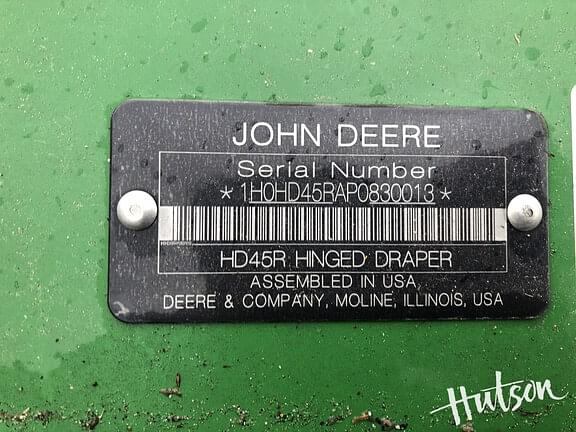 JOHN DEERE
Serial Number
*1H0HD45RAP0830013*
HD45R HINGED DRAPER
ASSEMBLED IN USA
DEERE & COMPANY, MOLINE, ILLINOIS, USA
Hutson